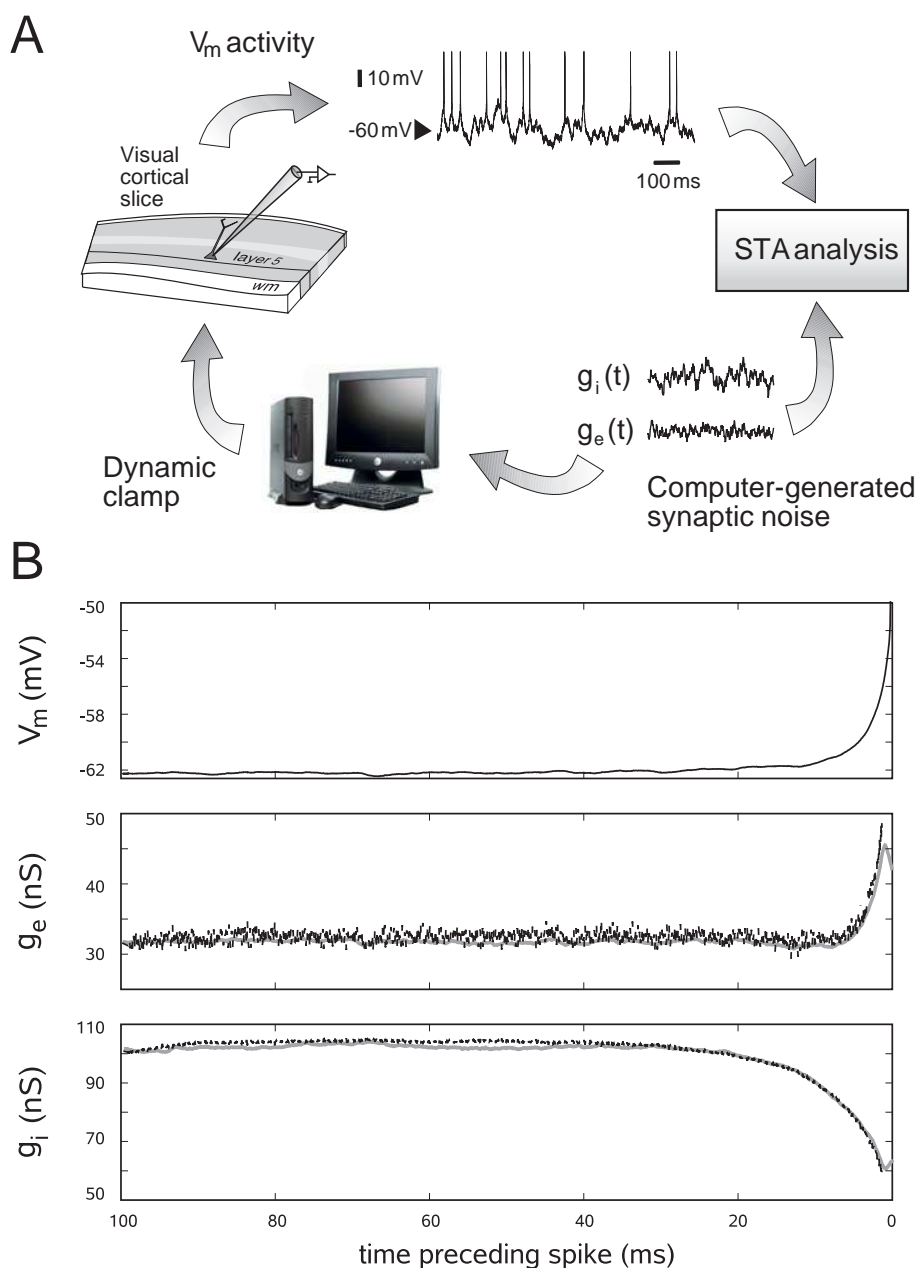 A
Vm activity
10 mV
-60 mV
100 ms
Visual
cortical
slice
layer 5
wm
STA analysis
gi(t)
ge(t)
Dynamic
clamp
Computer-generated
synaptic noise
B
Vm (mV)
-50
-54
-58
-62
ge (nS)
50
40
30
gi (nS)
110
90
70
50
100
80
60
40
20
0
time preceding spike (ms)